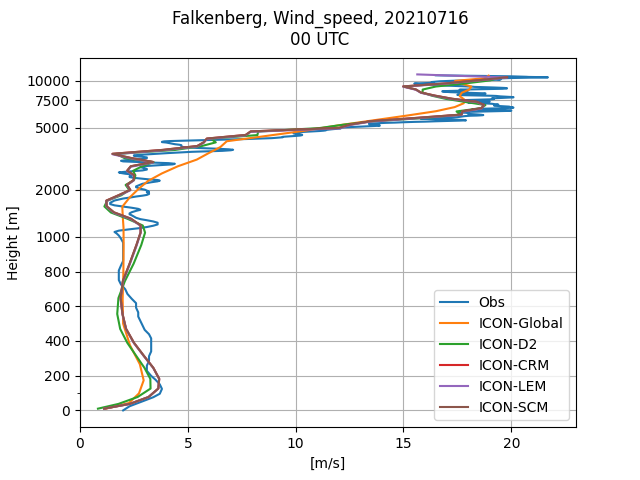 Falkenberg, Wind_speed, 20210716
00 UTC
10000
7500
5000
2000
1000
800
600
400
200
0
Height [m]
0 5 10 15 20
[m/s]
Obs
ICON-Global
ICON-D2
ICON-CRM
ICON-LEM
ICON-SCM